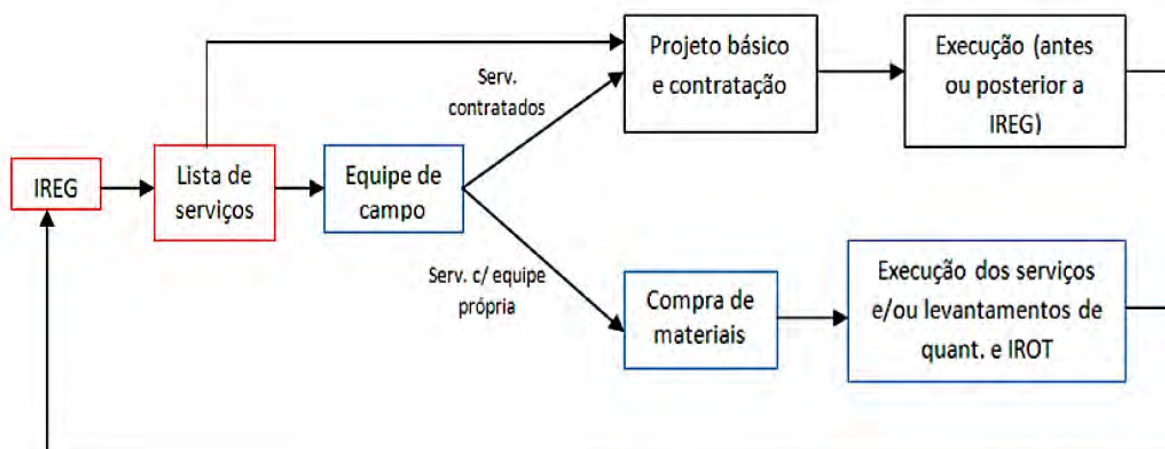 IREG
Lista de
serviços
Equipe de
campo
Serv.
contratados
Projeto básico
e contratação
Execução (antes
ou posterior a
IREG)
Serv. c/ equipe
própria
Compra de
materiais
Execução dos serviços
e/ou levantamentos de
quant. e IROT